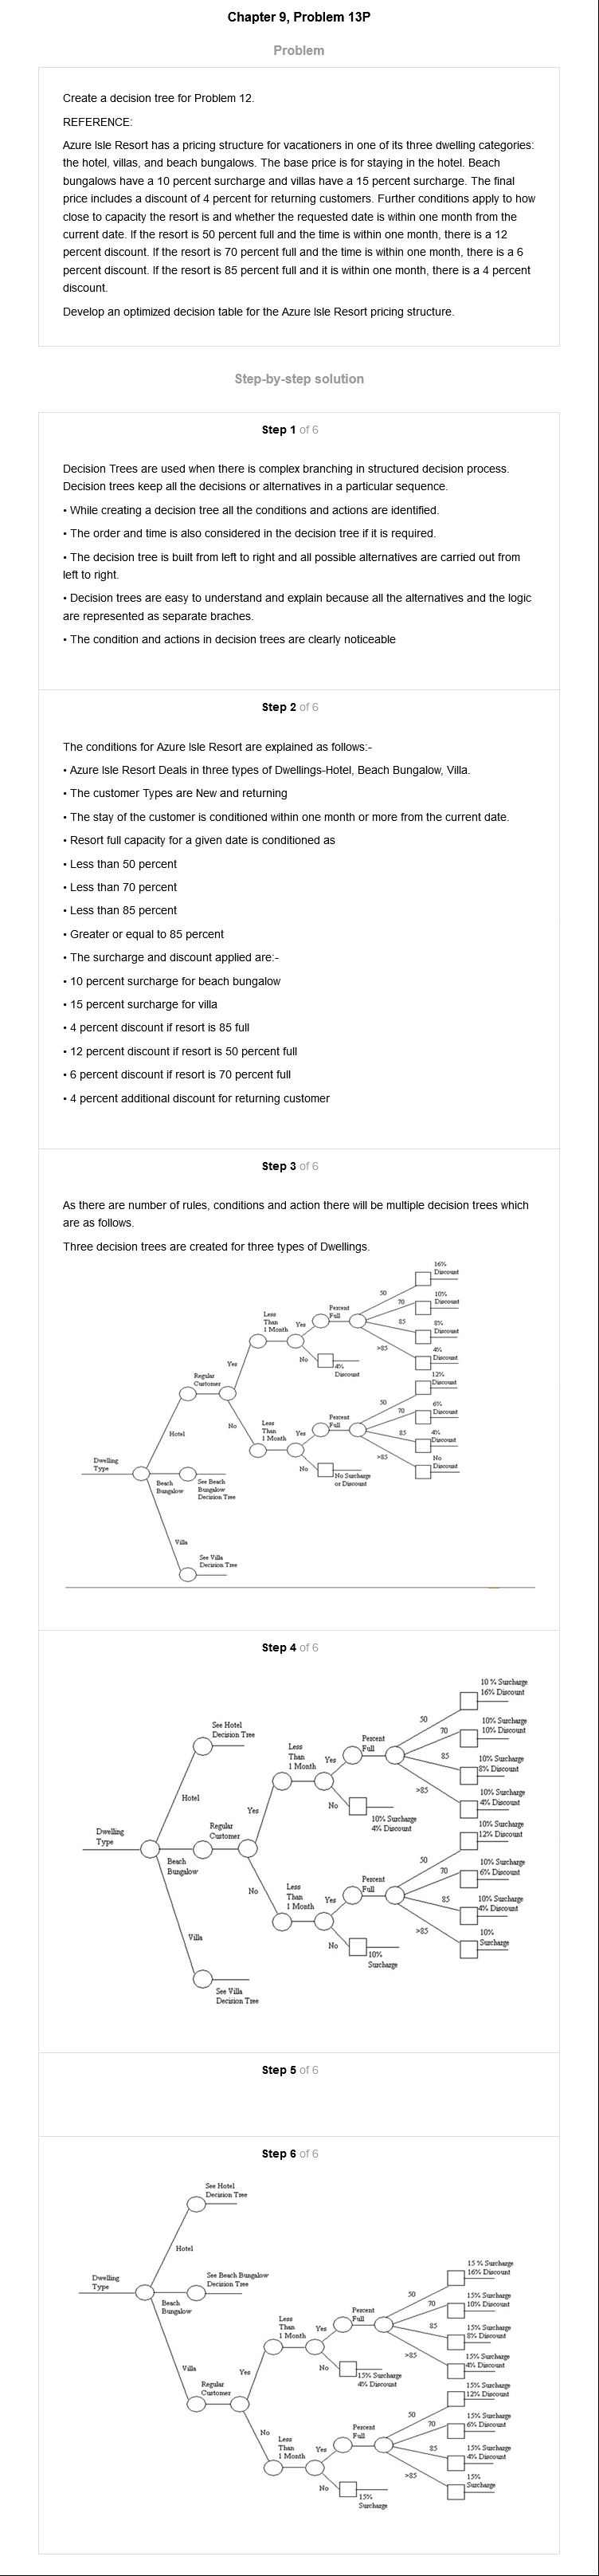 Chapter 9, Problem 13P
Problem
Create a decision tree for Problem 12.
REFERENCE:
Azure Isle Resort has a pricing structure for vacationers in one of its three dwelling categories:
the hotel, villas, and beach bungalows. The base price is for staying in the hotel. Beach
bungalows have a 10 percent surcharge and villas have a 15 percent surcharge. The final
price includes a discount of 4 percent for returning customers. Further conditions apply to how
close to capacity the resort is and whether the requested date is within one month from the
current date. If the resort is 50 percent full and the time is within one month, there is a 12
percent discount. If the resort is 70 percent full and the time is within one month, there is a 6
percent discount. If the resort is 85 percent full and it is within one month, there is a 4 percent
discount.
Develop an optimized decision table for the Azure Isle Resort pricing structure.
Step-by-step solution
Step 1 of 6
Decision Trees are used when there is complex branching in structured decision process.
Decision trees keep all the decisions or alternatives in a particular sequence.
• While creating a decision tree all the conditions and actions are identified.
• The order and time is also considered in the decision tree if it is required.
• The decision tree is built from left to right and all possible alternatives are carried out from
left to right.
• Decision trees are easy to understand and explain because all the alternatives and the logic
are represented as separate braches.
• The condition and actions in decision trees are clearly noticeable
Step 2 of 6
The conditions for Azure Isle Resort are explained as follows:-
• Azure Isle Resort Deals in three types of Dwellings-Hotel, Beach Bungalow, Villa.
• The customer Types are New and returning
• The stay of the customer is conditioned within one month or more from the current date.
• Resort full capacity for a given date is conditioned as
• Less than 50 percent
• Less than 70 percent
• Less than 85 percent
• Greater or equal to 85 percent
• The surcharge and discount applied are:-
• 10 percent surcharge for beach bungalow
• 15 percent surcharge for villa
• 4 percent discount if resort is 85 full
• 12 percent discount if resort is 50 percent full
• 6 percent discount if resort is 70 percent full
• 4 percent additional discount for returning customer
Step 3 of 6
As there are number of rules, conditions and action there will be multiple decision trees which
are as follows.
Three decision trees are created for three types of Dwellings.
Dwelling
Type
Hotel
Beach
Bungalow
See Beach
Bungalow
Decision Tree
Villa
See Villa
Decision Tree
Regular
Customer
Yes
Less
Than
1 Month
Yes
Percent
Full
50
16%
Discount
70
10%
Discount
85
8%
Discount
>85
4%
Discount
No
4%
Discount
No
Less
Than
1 Month
Yes
Percent
Full
50
12%
Discount
70
6%
Discount
85
4%
Discount
>85
No
Discount
No
No Surcharge
or Discount
Step 4 of 6
Dwelling
Type
Hotel
See Hotel
Decision Tree
Beach
Bungalow
Villa
See Villa
Decision Tree
Regular
Customer
Yes
Less
Than
1 Month
Yes
Percent
Full
50
10 % Surcharge
16% Discount
70
10% Surcharge
10% Discount
85
10% Surcharge
8% Discount
>85
10% Surcharge
4% Discount
No
10% Surcharge
4% Discount
No
Less
Than
1 Month
Yes
Percent
Full
50
10% Surcharge
12% Discount
70
10% Surcharge
6% Discount
85
10% Surcharge
4% Discount
>85
10%
Surcharge
No
10%
Surcharge
Step 5 of 6
Step 6 of 6
Dwelling
Type
Hotel
See Hotel
Decision Tree
Beach
Bungalow
See Beach Bungalow
Decision Tree
Villa
Regular
Customer
Yes
Less
Than
1 Month
Yes
Percent
Full
50
15 % Surcharge
16% Discount
70
15% Surcharge
10% Discount
85
15% Surcharge
8% Discount
>85
15% Surcharge
4% Discount
No
15% Surcharge
4% Discount
No
Less
Than
1 Month
Yes
Percent
Full
50
15% Surcharge
12% Discount
70
15% Surcharge
6% Discount
85
15% Surcharge
4% Discount
>85
15%
Surcharge
No
15%
Surcharge